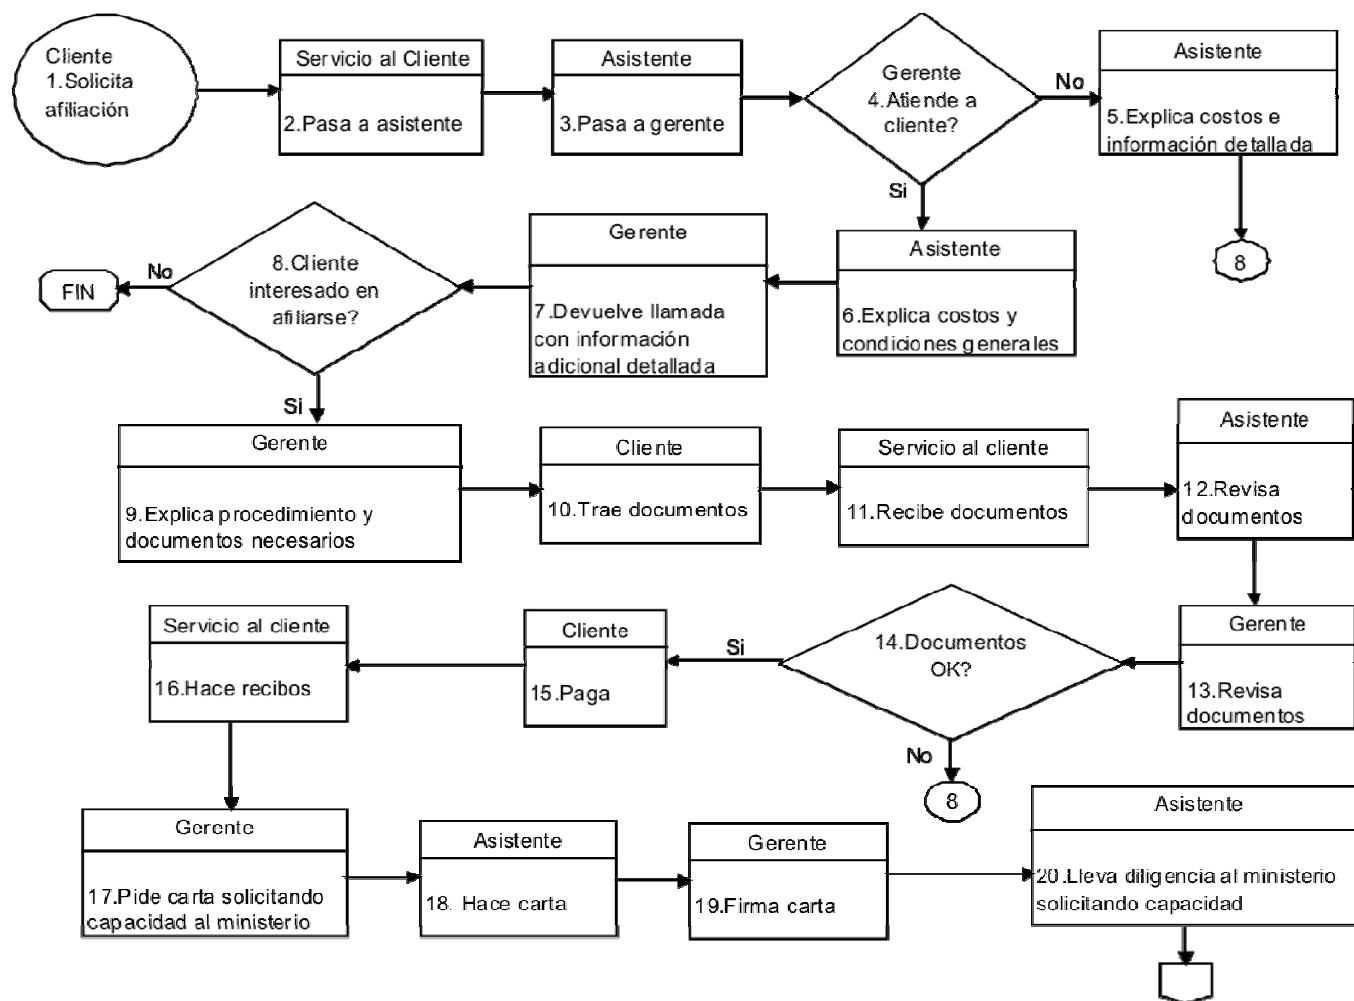 Cliente
1.Solicita
afiliación
Servicio al Cliente
2.Pasa a asistente
Asistente
3.Pasa a gerente
Gerente
4.Atiende a
cliente?
No
Si
Asistente
5.Explica costos e
información detallada
8
Asistente
6.Explica costos y
condiciones generales
Gerente
7.Devuelve llamada
con información
adicional detallada
8.Cliente
interesado en
afiliarse?
No
FIN
Si
Gerente
9.Explica procedimiento y
documentos necesarios
Cliente
10.Trae documentos
Servicio al cliente
11.Recibe documentos
Asistente
12.Revisa
documentos
Gerente
13.Revisa
documentos
14.Documentos
OK?
Si
No
8
Cliente
15.Paga
Servicio al cliente
16.Hace recibos
Gerente
17.Pide carta solicitando
capacidad al ministerio
Asistente
18. Hace carta
Gerente
19.Firma carta
Asistente
20.Lleva diligencia al ministerio
solicitando capacidad